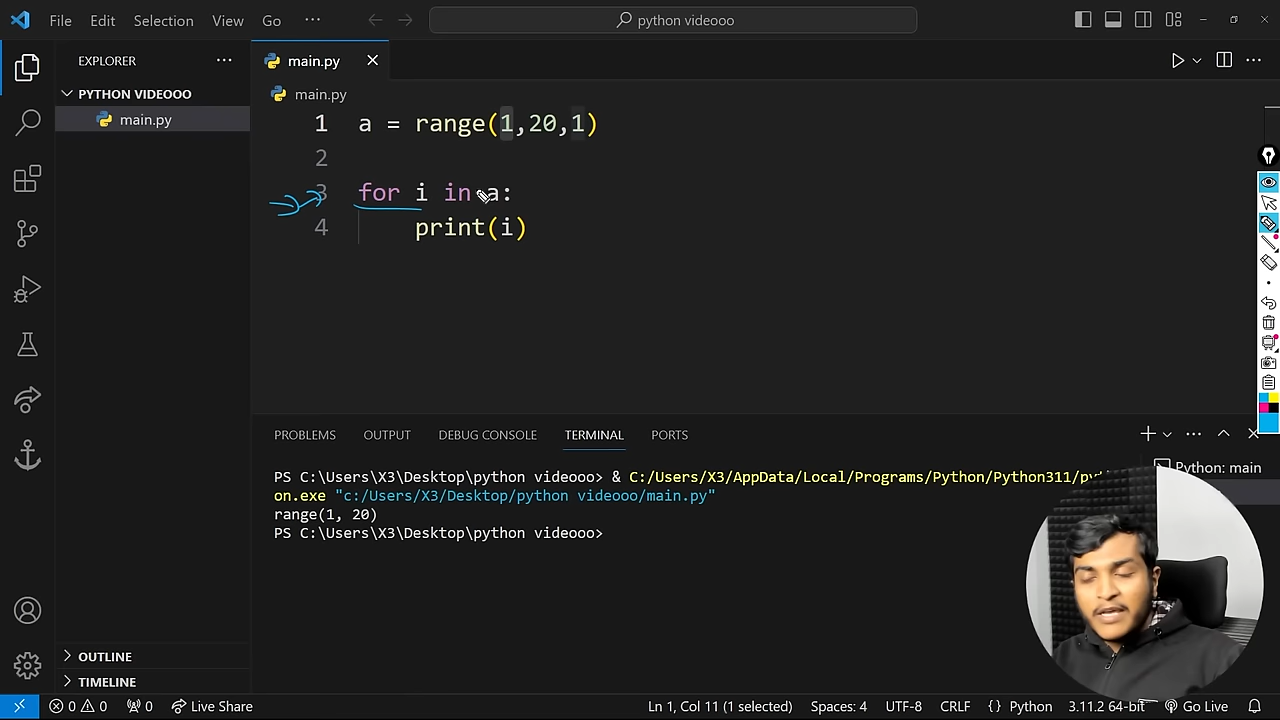 File Edit Selection View Go ··· python videooo
EXPLORER ···
main.py
PYTHON VIDEOOO
main.py
main.py
1 a = range(1,20,1)
2
3 for i in a:
4 print(i)
PROBLEMS OUTPUT DEBUG CONSOLE TERMINAL PORTS
Python: main
PS C:\Users\X3\Desktop\python videooo> & C:/Users/X3/AppData/Local/Programs/Python/Python311/py
on.exe "c:/Users/X3/Desktop/python videooo/main.py"
range(1, 20)
PS C:\Users\X3\Desktop\python videooo>
OUTLINE
TIMELINE
0 0 0 Live Share Ln 1, Col 11 (1 selected) Spaces: 4 UTF-8 CRLF {} Python 3.11.2 64-bit Go Live